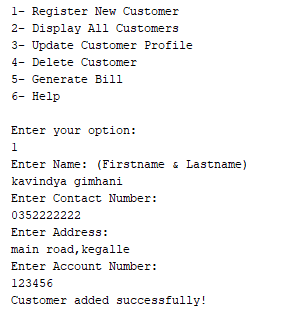 1- Register New Customer
2- Display All Customers
3- Update Customer Profile
4- Delete Customer
5- Generate Bill
6- Help
Enter your option:
1
Enter Name: (Firstname & Lastname)
kavindya gimhani
Enter Contact Number:
0352222222
Enter Address:
main road,kegalle
Enter Account Number:
123456
Customer added successfully!